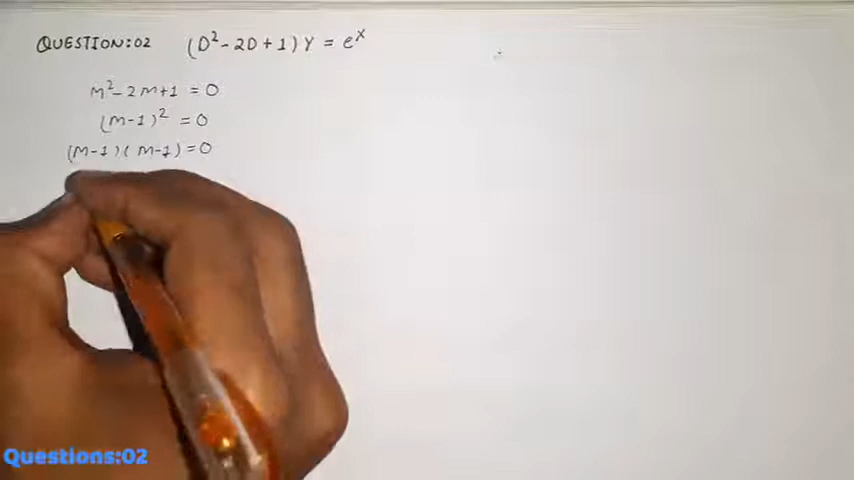 QUESTION:02 (D²-2D+1)Y = eˣ
m²-2m+1 = 0
(m-1)² = 0
(m-1)(m-1)=0
Questions:02